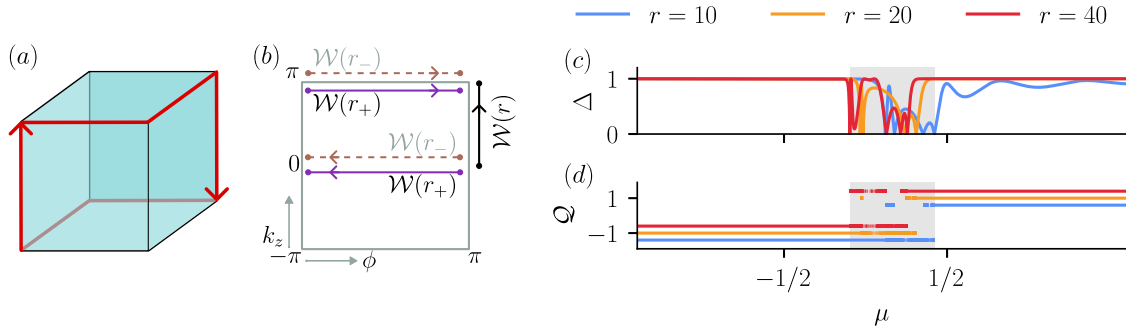 r = 10 r = 20 r = 40
(a)
(b)
π
𝒲(r₋)
𝒲(r₊)
𝒲(r)
0
𝒲(r₋)
𝒲(r₊)
k_z
−π
ϕ
π
(c)
1
Δ
0
(d)
1
𝒬
−1
−1/2 1/2
μ